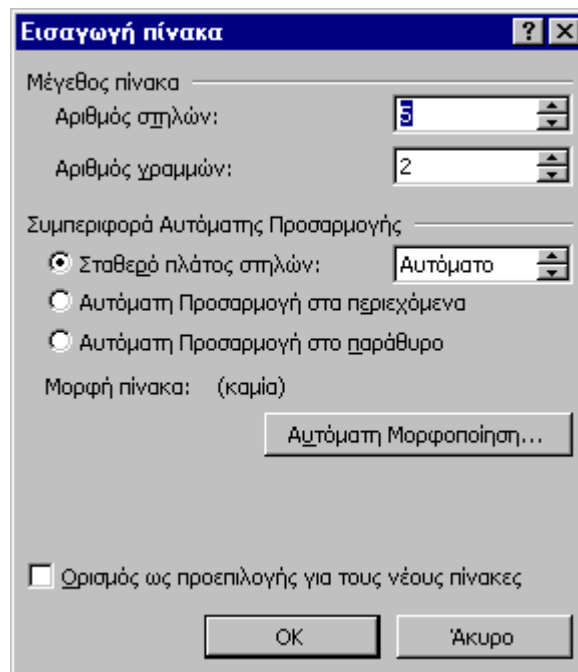 Εισαγωγή πίνακα
Μέγεθος πίνακα
Αριθμός στηλών: 5
Αριθμός γραμμών: 2
Συμπεριφορά Αυτόματης Προσαρμογής
Σταθερό πλάτος στηλών: Αυτόματο
Αυτόματη Προσαρμογή στα περιεχόμενα
Αυτόματη Προσαρμογή στο παράθυρο
Μορφή πίνακα: (καμία)
Αυτόματη Μορφοποίηση...
Ορισμός ως προεπιλογής για τους νέους πίνακες
OK Άκυρο